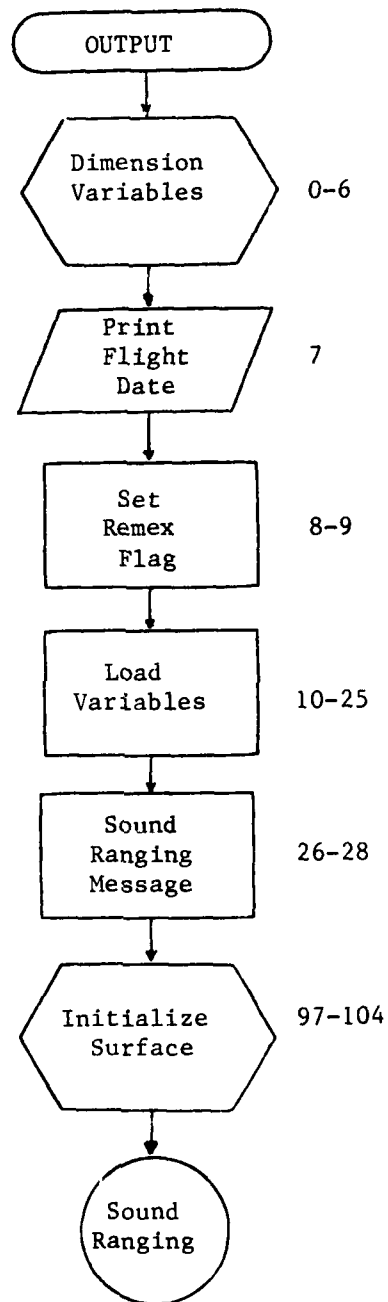 OUTPUT
Dimension
Variables
0-6
Print
Flight
Date
7
Set
Remex
Flag
8-9
Load
Variables
10-25
Sound
Ranging
Message
26-28
Initialize
Surface
97-104
Sound
Ranging